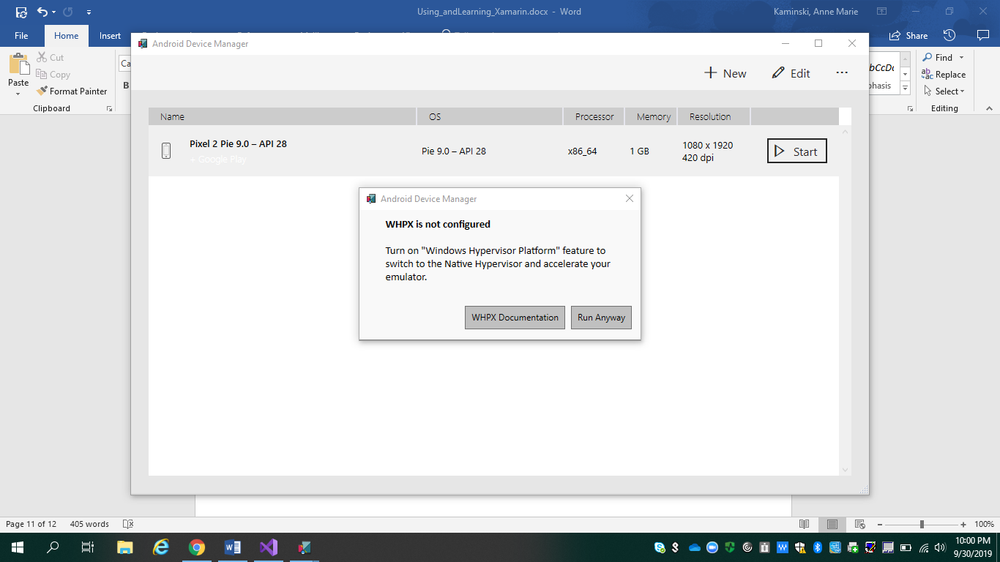 Using_andLearning_Xamarin.docx - Word
Kaminski, Anne Marie
File
Home
Insert
Share
Paste
Cut
Copy
Format Painter
Clipboard
Ca
B
Find
Replace
Select
Editing
Android Device Manager
New
Edit
Name
OS
Processor
Memory
Resolution
Pixel 2 Pie 9.0 – API 28
+ Google Play
Pie 9.0 – API 28
x86_64
1 GB
1080 x 1920
420 dpi
Start
Android Device Manager
WHPX is not configured
Turn on "Windows Hypervisor Platform" feature to
switch to the Native Hypervisor and accelerate your
emulator.
WHPX Documentation
Run Anyway
Page 11 of 12
405 words
100%
10:00 PM
9/30/2019